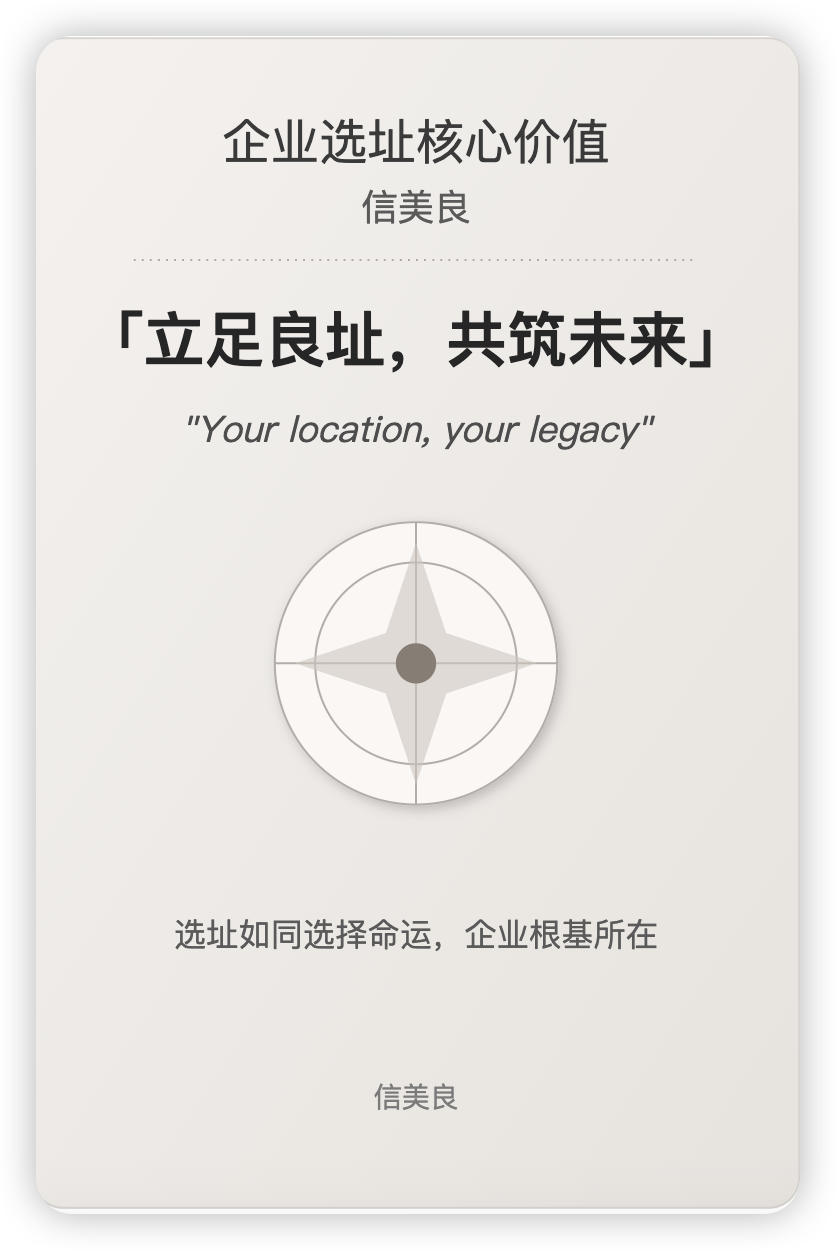 企业选址核心价值
信美良
「立足良址，共筑未来」
"Your location, your legacy"
选址如同选择命运，企业根基所在
信美良